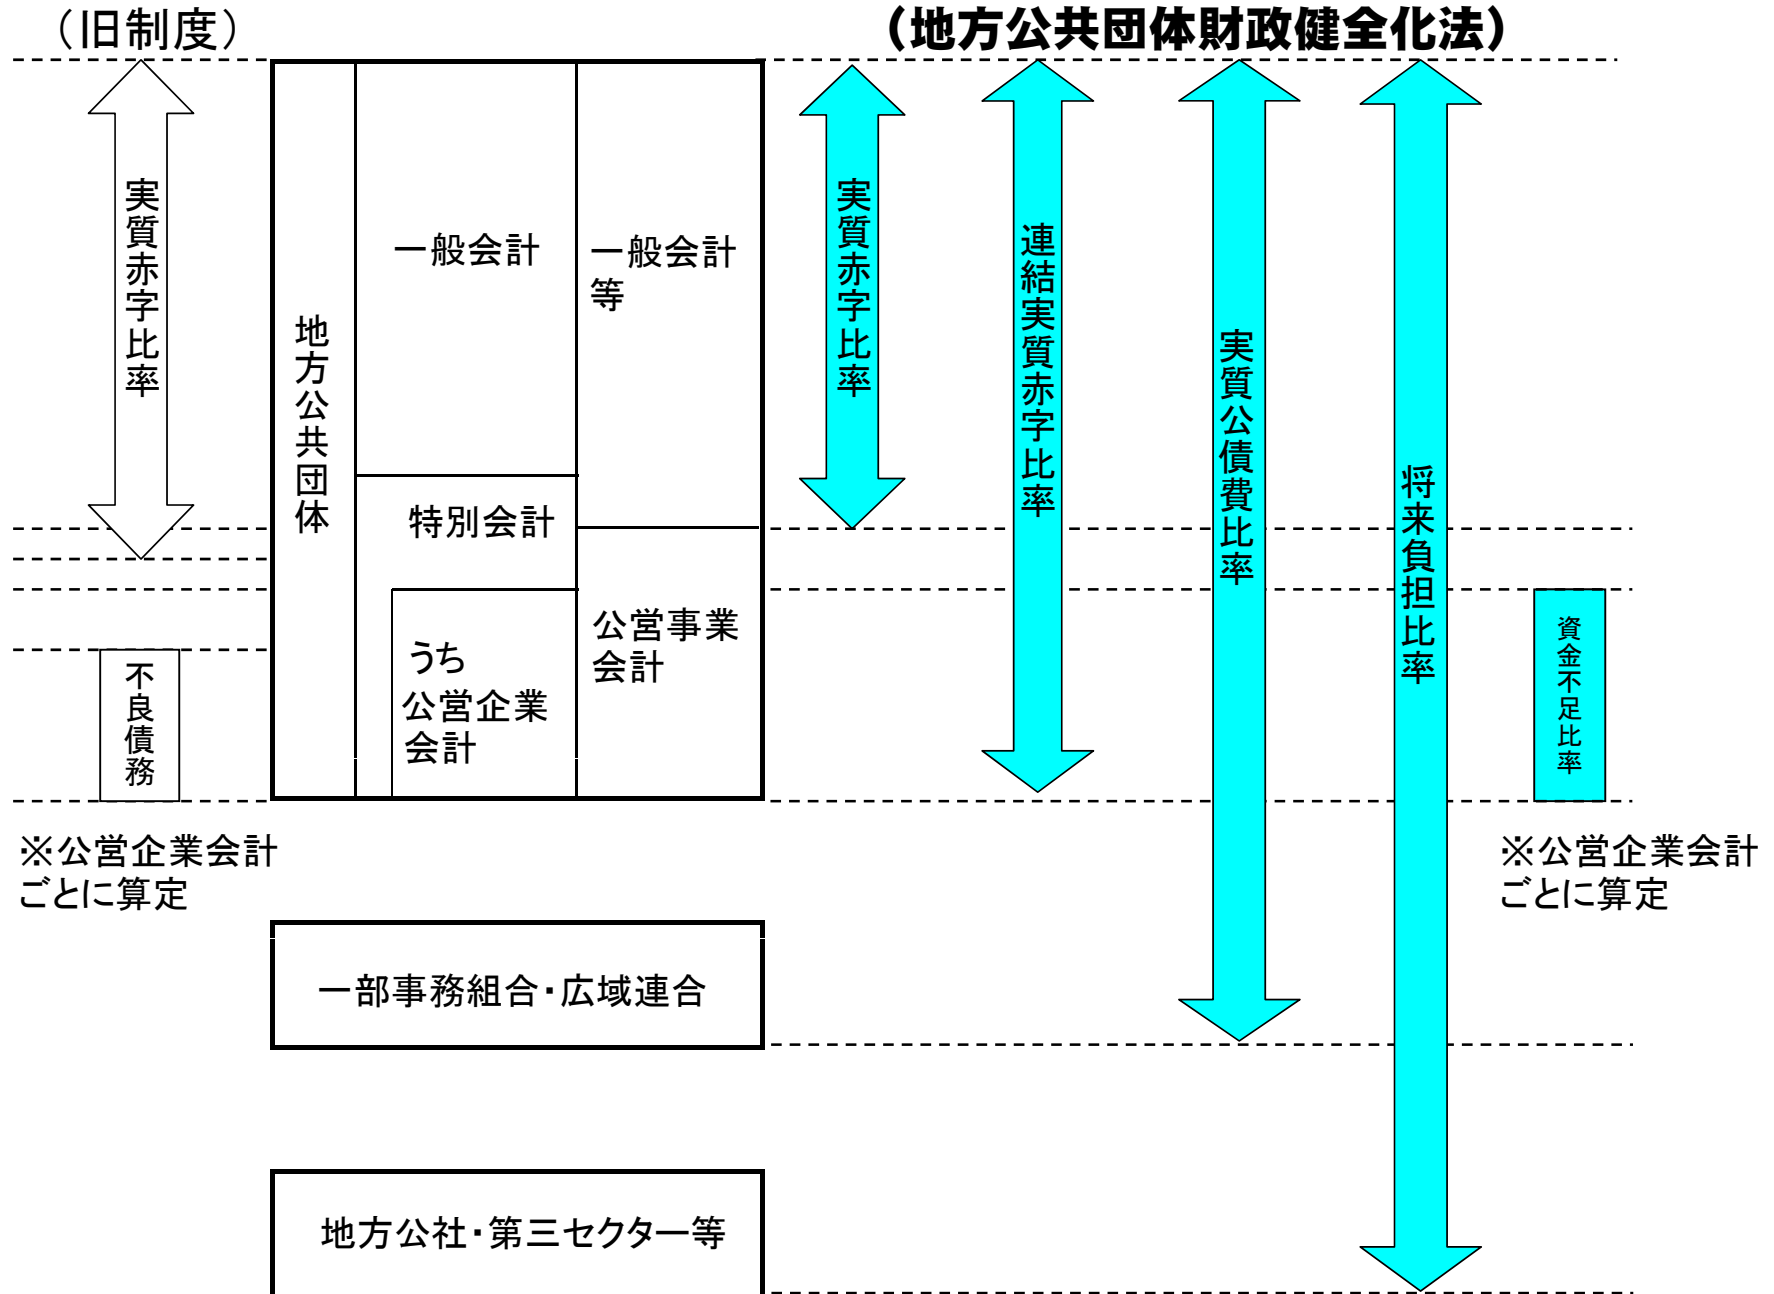 （旧制度）
（地方公共団体財政健全化法）
実質赤字比率
不良債務
※公営企業会計
ごとに算定
地方公共団体
一般会計
特別会計
うち
公営企業
会計
一般会計
等
公営事業
会計
実質赤字比率
連結実質赤字比率
実質公債費比率
将来負担比率
資金不足比率
※公営企業会計
ごとに算定
一部事務組合・広域連合
地方公社・第三セクター等